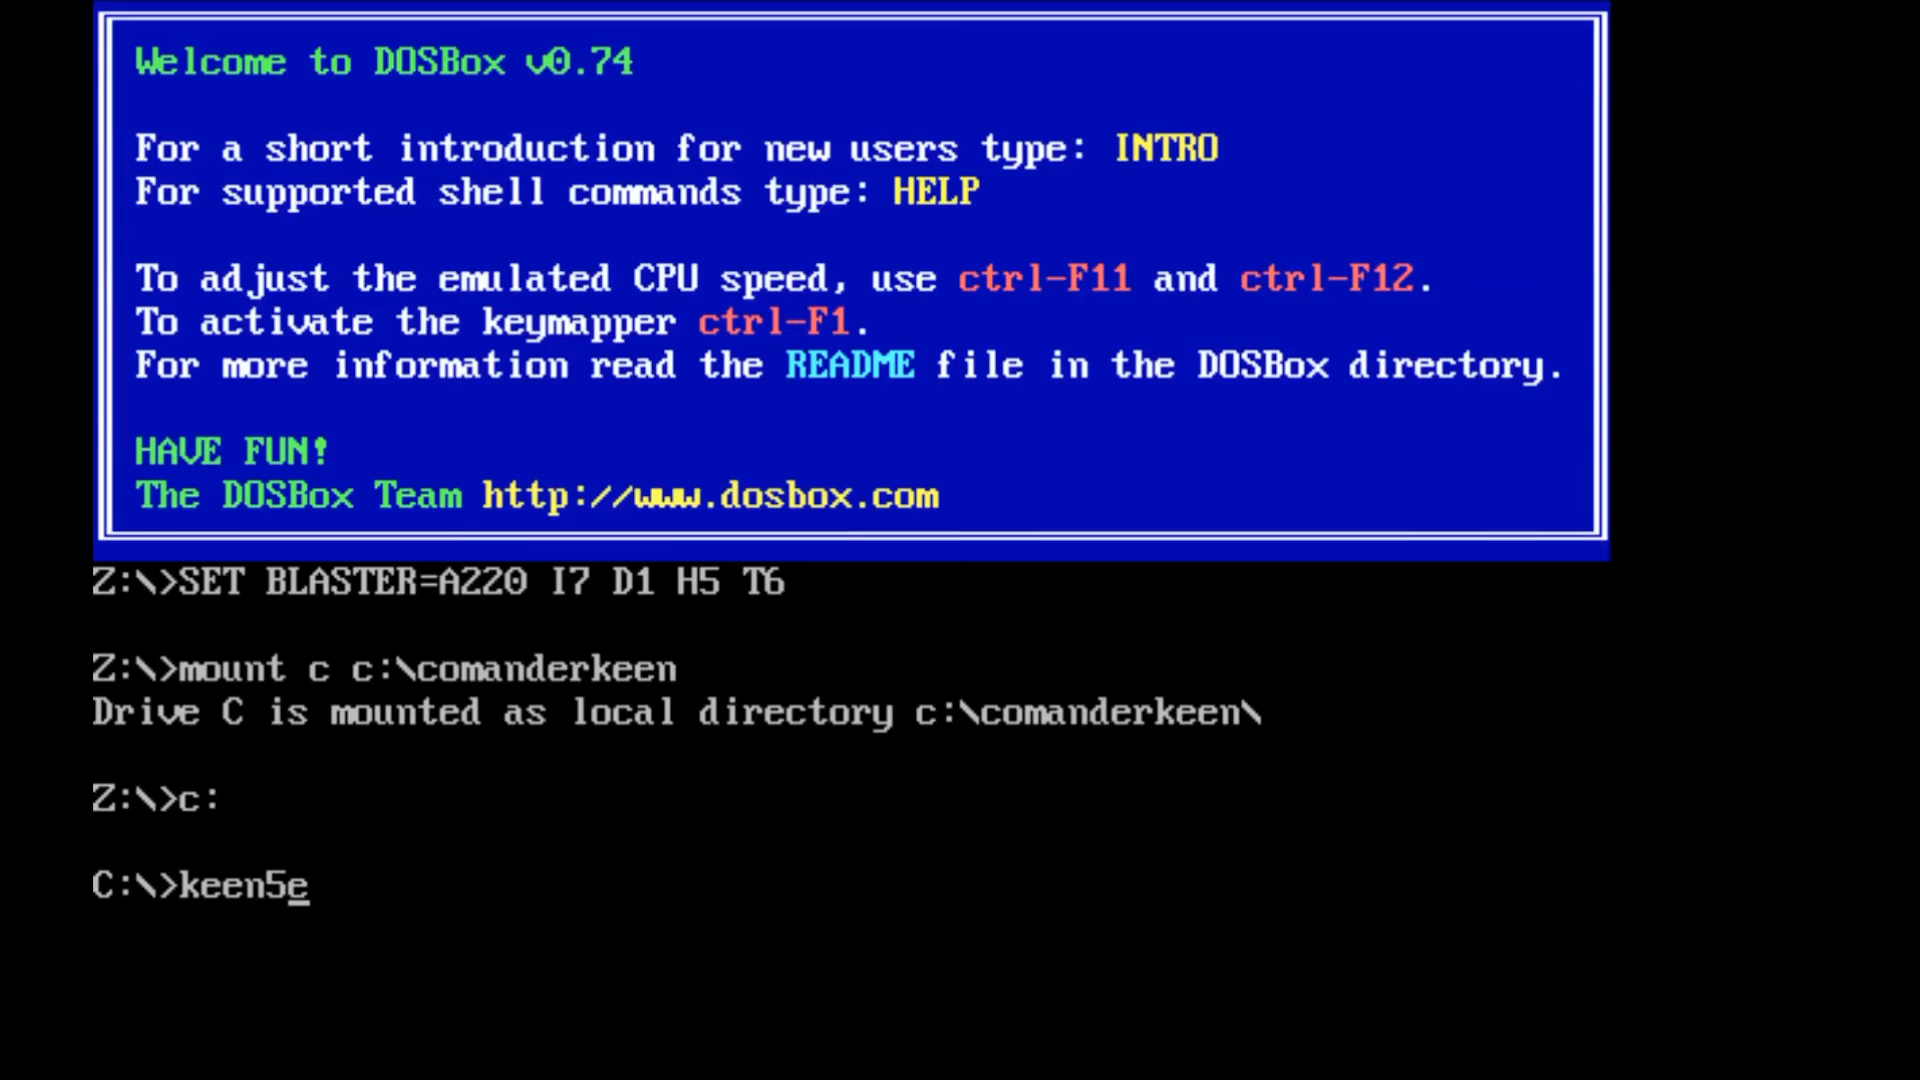 Welcome to DOSBox v0.74
For a short introduction for new users type: INTRO
For supported shell commands type: HELP
To adjust the emulated CPU speed, use ctrl-F11 and ctrl-F12.
To activate the keymapper ctrl-F1.
For more information read the README file in the DOSBox directory.
HAVE FUN!
The DOSBox Team http://www.dosbox.com
Z:\>SET BLASTER=A220 I7 D1 H5 T6
Z:\>mount c c:\comanderkeen
Drive C is mounted as local directory c:\comanderkeen\
Z:\>c:
C:\>keen5e